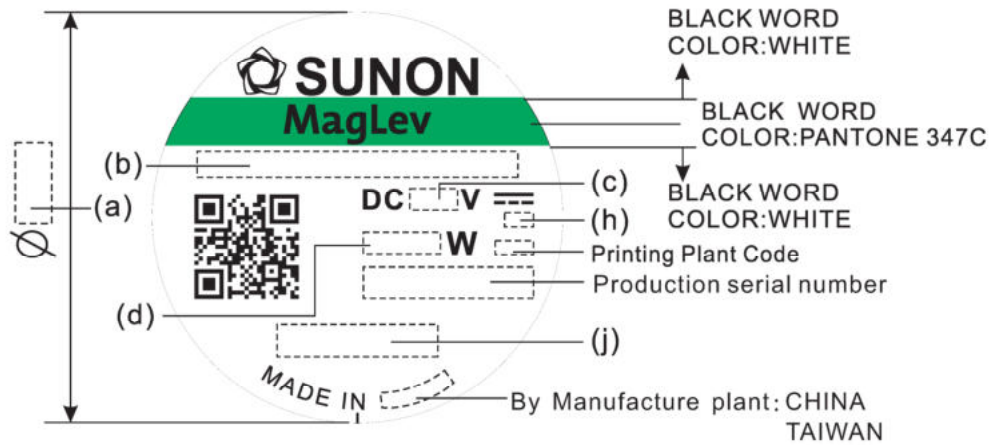 BLACK WORD
COLOR:WHITE
SUNON
MagLev
BLACK WORD
COLOR:PANTONE 347C
(b)
(c)
DC V
(a)
BLACK WORD
COLOR:WHITE
(h)
Ø
W
Printing Plant Code
Production serial number
(d)
(j)
MADE IN
By Manufacture plant: CHINA
TAIWAN